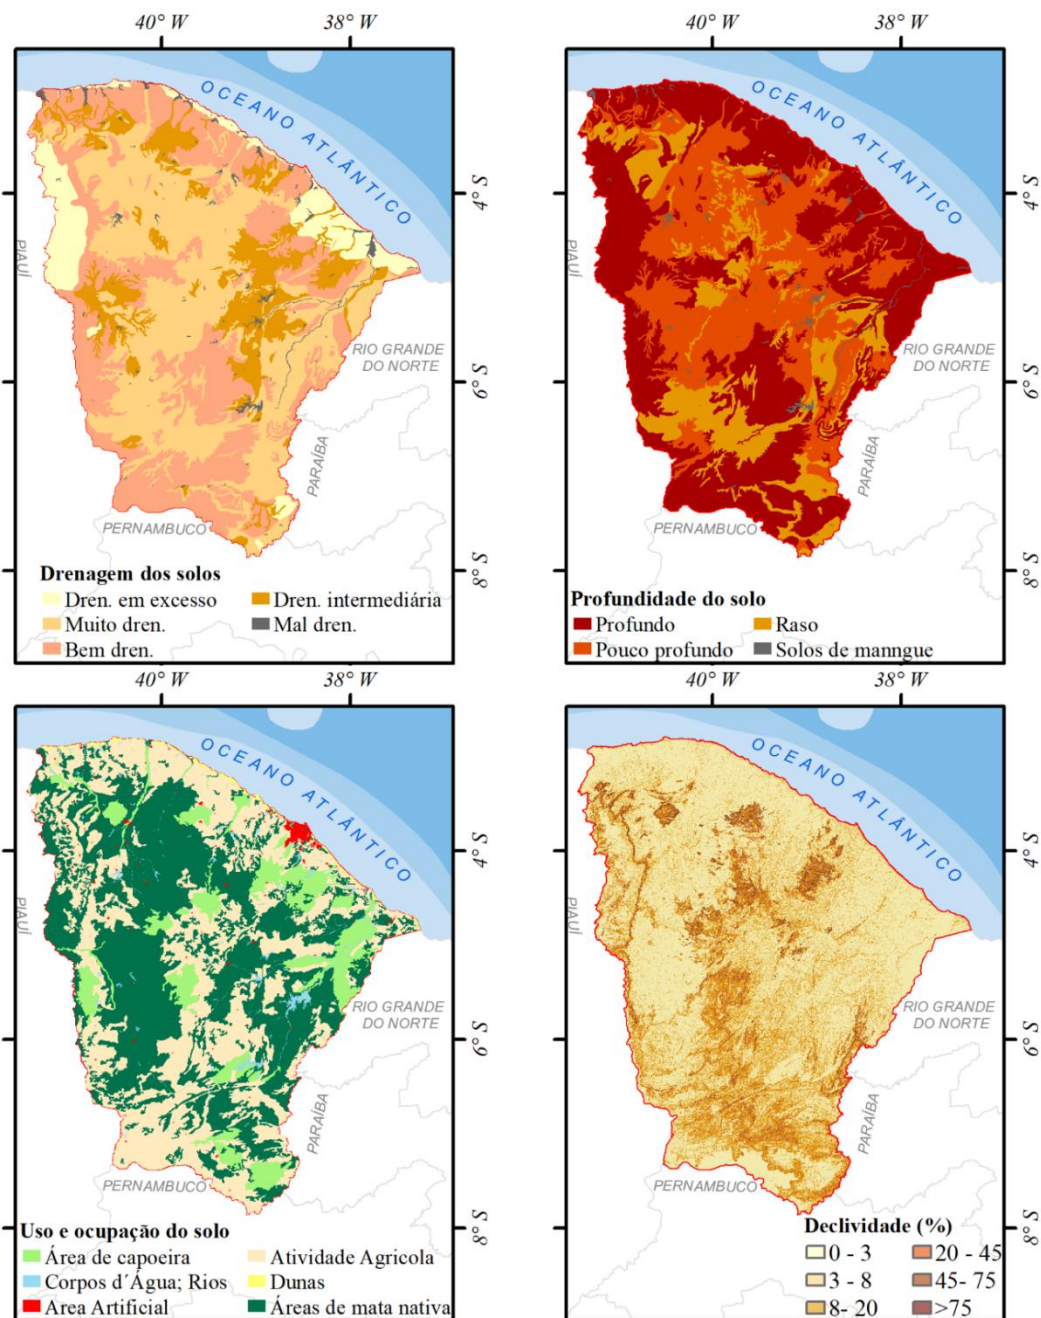 40° W 38° W
OCEANO ATLÂNTICO
4°S
PIAUÍ
RIO GRANDE
DO NORTE
6°S
PARAÍBA
PERNAMBUCO
8°S
Drenagem dos solos
Dren. em excesso
Muito dren.
Bem dren.
Dren. intermediária
Mal dren.
40° W 38° W
OCEANO ATLÂNTICO
4°S
PIAUÍ
RIO GRANDE
DO NORTE
6°S
PARAÍBA
PERNAMBUCO
8°S
Profundidade do solo
Profundo
Pouco profundo
Raso
Solos de manngue
40° W 38° W
OCEANO ATLÂNTICO
4°S
PIAUÍ
RIO GRANDE
DO NORTE
6°S
PARAÍBA
PERNAMBUCO
8°S
Uso e ocupação do solo
Área de capoeira
Corpos d´Água; Rios
Area Artificial
Atividade Agricola
Dunas
Áreas de mata nativa
40° W 38° W
OCEANO ATLÂNTICO
4°S
PIAUÍ
RIO GRANDE
DO NORTE
6°S
PARAÍBA
PERNAMBUCO
8°S
Declividade (%)
0 - 3
3 - 8
8- 20
20 - 45
45- 75
>75